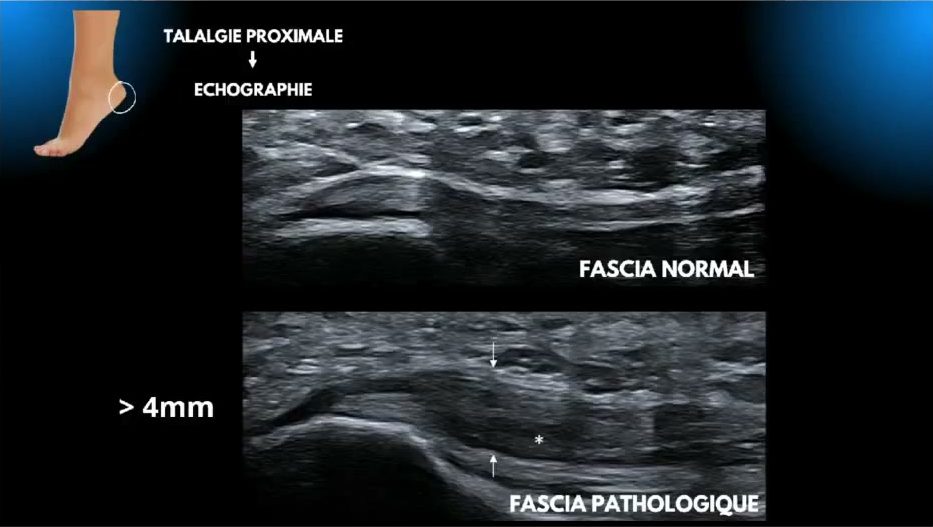 TALALGIE PROXIMALE
ECHOGRAPHIE
FASCIA NORMAL
> 4mm
*
FASCIA PATHOLOGIQUE